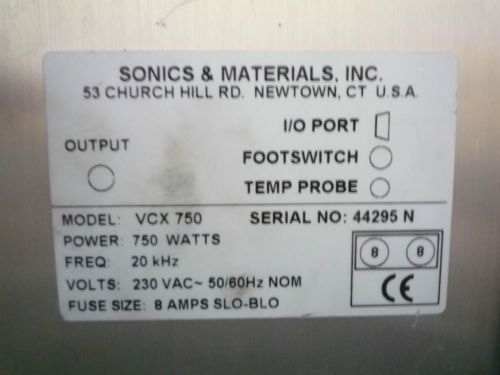 SONICS & MATERIALS, INC.
53 CHURCH HILL RD. NEWTOWN, CT U.S.A.
I/O PORT
OUTPUT
FOOTSWITCH
TEMP PROBE
MODEL: VCX 750 SERIAL NO: 44295 N
POWER: 750 WATTS
FREQ: 20 kHz
VOLTS: 230 VAC~ 50/60Hz NOM
FUSE SIZE: 8 AMPS SLO-BLO
8 8
CE